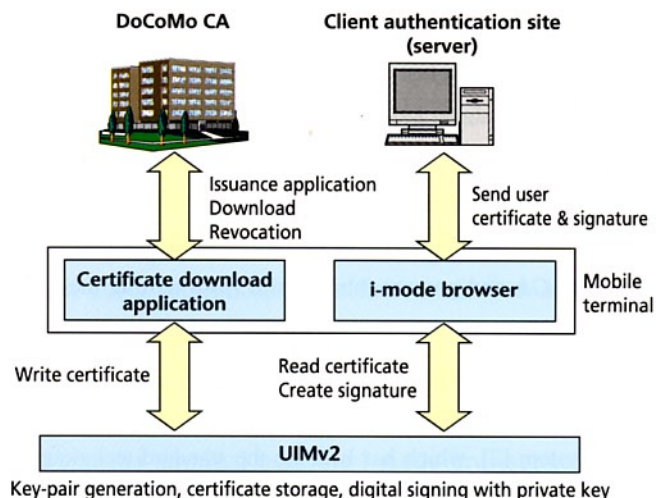 DoCoMo CA
Client authentication site
(server)
Issuance application
Download
Revocation
Send user
certificate & signature
Certificate download
application
i-mode browser
Mobile
terminal
Write certificate
Read certificate
Create signature
UIMv2
Key-pair generation, certificate storage, digital signing with private key